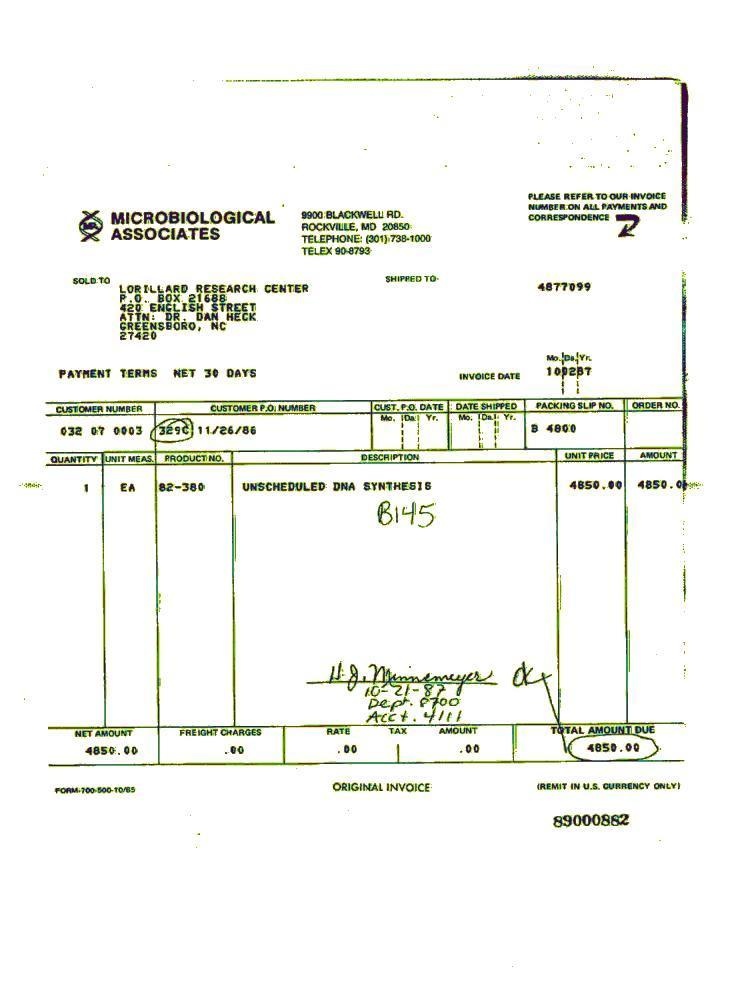 PLEASE REFER TO OUR INVOICE
NUMBER ON ALL PAYMENTS AND
CORRESPONDENCE
MICROBIOLOGICAL
ASSOCIATES
9900 BLACKWELL RD.
ROCKVILLE, MD 20850
TELEPHONE: (301) 738-1000
TELEX 90-8793
SOLD TO
SHIPPED TO
LORILLARD RESEARCH CENTER
P.O. BOX 21688
420 ENGLISH STREET
ATTN: DR. DAN HECK
GREENSBORO, NC
27420
4877099
PAYMENT TERMS NET 30 DAYS
INVOICE DATE
Mo. Da. Yr.
100287
CUSTOMER NUMBER CUSTOMER P.O. NUMBER CUST. P.O. DATE DATE SHIPPED PACKING SLIP NO. ORDER NO.
Mo. Da. Yr. Mo. Da. Yr.
032 07 0003 329C 11/26/86 B 4800
QUANTITY UNIT MEAS. PRODUCT NO. DESCRIPTION UNIT PRICE AMOUNT
1 EA 82-380 UNSCHEDULED DNA SYNTHESIS 4850.00 4850.0
B145
H.J. Minnemeyer OK
10-21-87
Dept. 8700
Acct. 4111
NET AMOUNT FREIGHT CHARGES RATE TAX AMOUNT TOTAL AMOUNT DUE
4850.00 .00 .00 .00 4850.00
FORM-700-500-10/85 ORIGINAL INVOICE (REMIT IN U.S. CURRENCY ONLY)
89000882